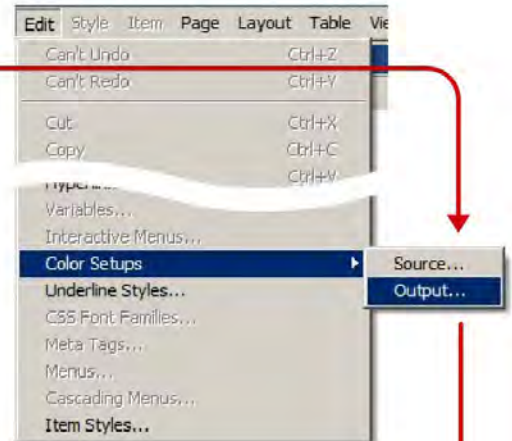 Edit Style Item Page Layout Table Vie
Can't Undo Ctrl+Z
Can't Redo Ctrl+Y
Cut Ctrl+X
Copy Ctrl+C
Ctrl+V
Variables...
Interactive Menus...
Color Setups
Source...
Underline Styles...
Output...
CSS Font Families...
Meta Tags...
Menus...
Cascading Menus...
Item Styles...